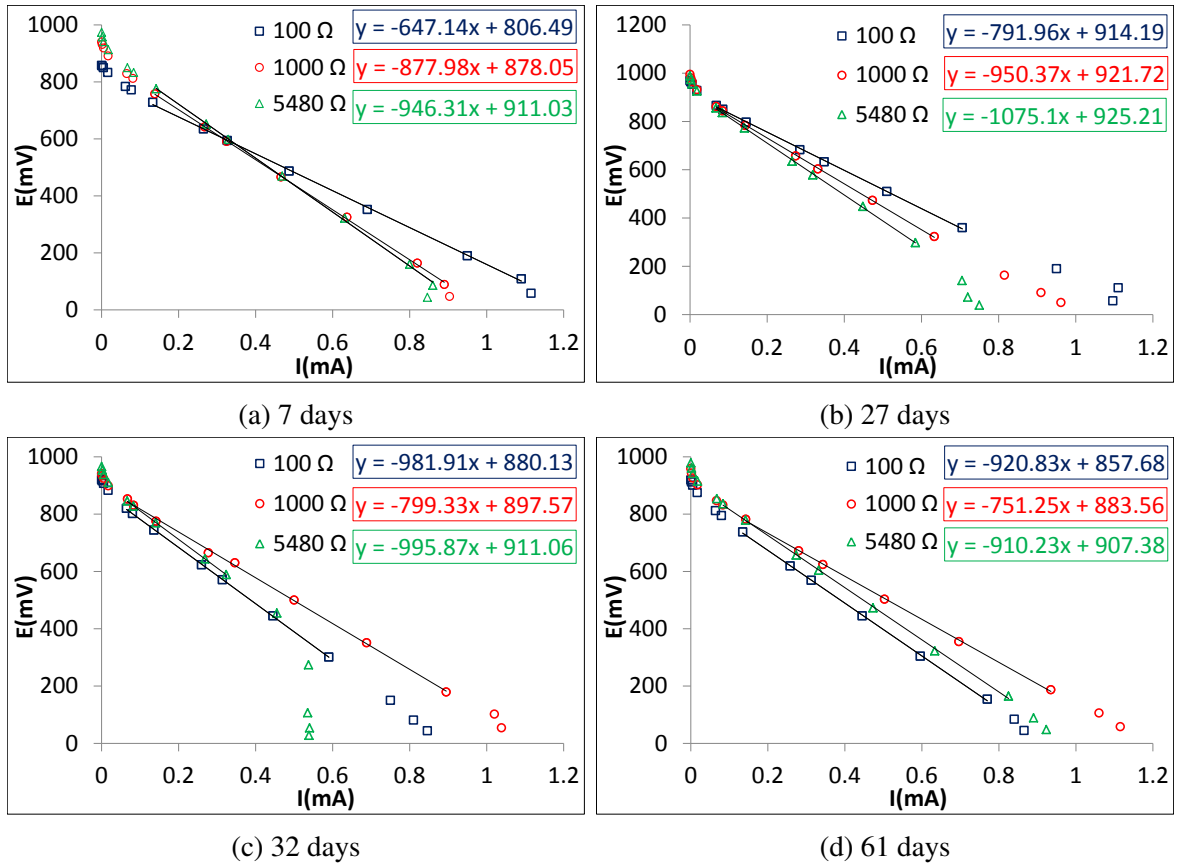 1000
800
600
400
200
0
E(mV)
100 Ω
1000 Ω
5480 Ω
y = -647.14x + 806.49
y = -877.98x + 878.05
y = -946.31x + 911.03
0 0.2 0.4 0.6 0.8 1 1.2
I(mA)
(a) 7 days
1200
1000
800
600
400
200
0
E(mV)
100 Ω
1000 Ω
5480 Ω
y = -791.96x + 914.19
y = -950.37x + 921.72
y = -1075.1x + 925.21
0 0.2 0.4 0.6 0.8 1 1.2
I(mA)
(b) 27 days
1000
800
600
400
200
0
E(mV)
100 Ω
1000 Ω
5480 Ω
y = -981.91x + 880.13
y = -799.33x + 897.57
y = -995.87x + 911.06
0 0.2 0.4 0.6 0.8 1 1.2
I(mA)
(c) 32 days
1000
800
600
400
200
0
E(mV)
100 Ω
1000 Ω
5480 Ω
y = -920.83x + 857.68
y = -751.25x + 883.56
y = -910.23x + 907.38
0 0.2 0.4 0.6 0.8 1 1.2
I(mA)
(d) 61 days